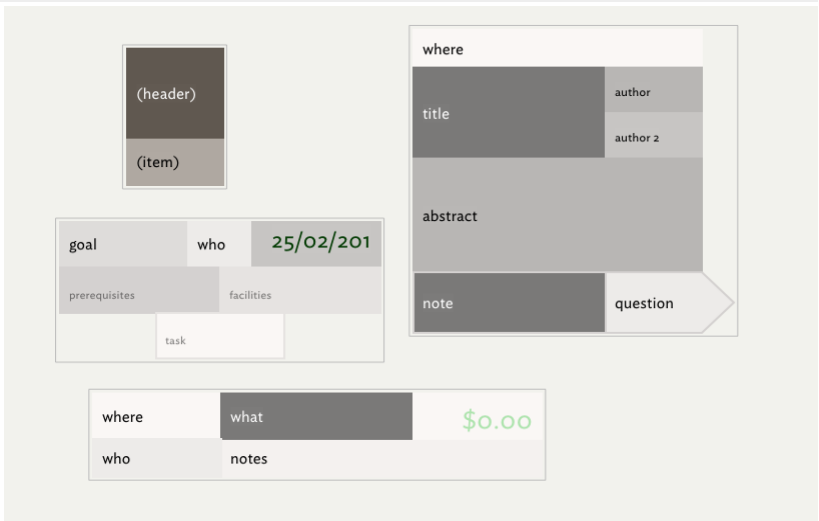 (header)
(item)
where
title
author
author 2
abstract
note
question
goal
who
25/02/201
prerequisites
facilities
task
where
what
$0.00
who
notes